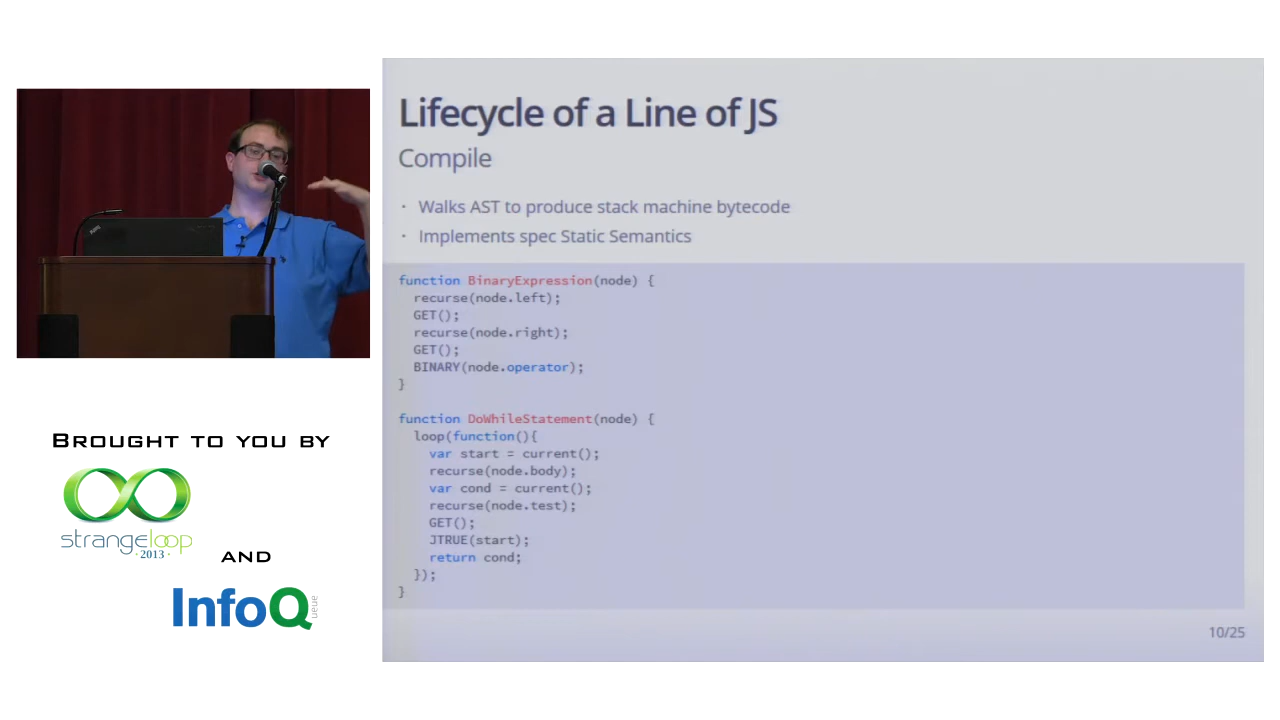 Lifecycle of a Line of JS
Compile
· Walks AST to produce stack machine bytecode
· Implements spec Static Semantics
function BinaryExpression(node) {
recurse(node.left);
GET();
recurse(node.right);
GET();
BINARY(node.operator);
}
function DoWhileStatement(node) {
loop(function(){
var start = current();
recurse(node.body);
var cond = current();
recurse(node.test);
GET();
JTRUE(start);
return cond;
});
}
10/25
BROUGHT TO YOU BY
strangeloop
· 2013 ·
AND
InfoQ
ueue